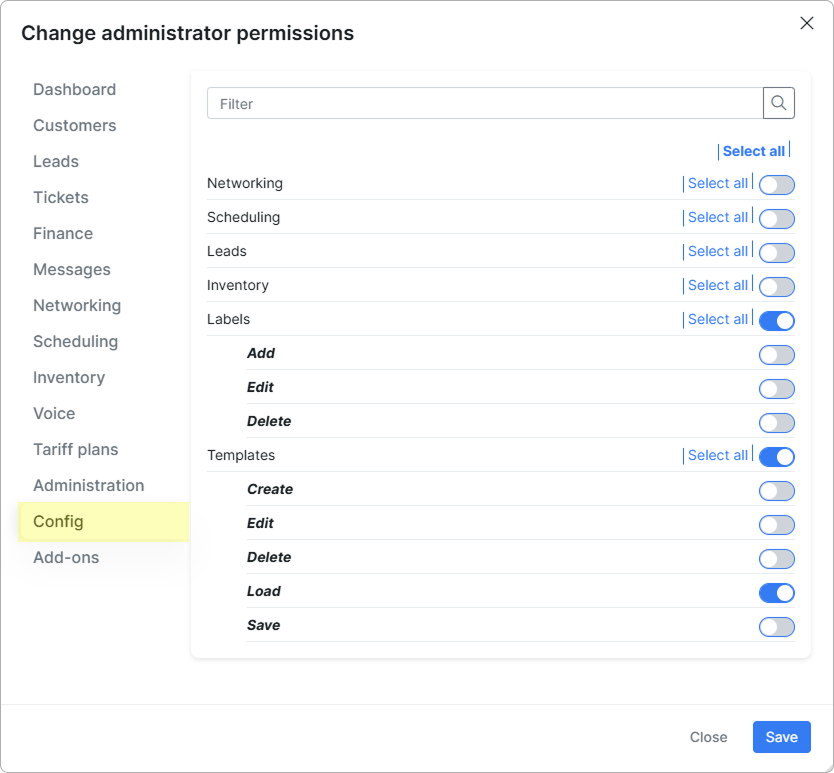 Change administrator permissions
Dashboard
Customers
Leads
Tickets
Finance
Messages
Networking
Scheduling
Inventory
Voice
Tariff plans
Administration
Config
Add-ons
Filter
Select all
Networking Select all
Scheduling Select all
Leads Select all
Inventory Select all
Labels Select all
Add
Edit
Delete
Templates Select all
Create
Edit
Delete
Load
Save
Close Save